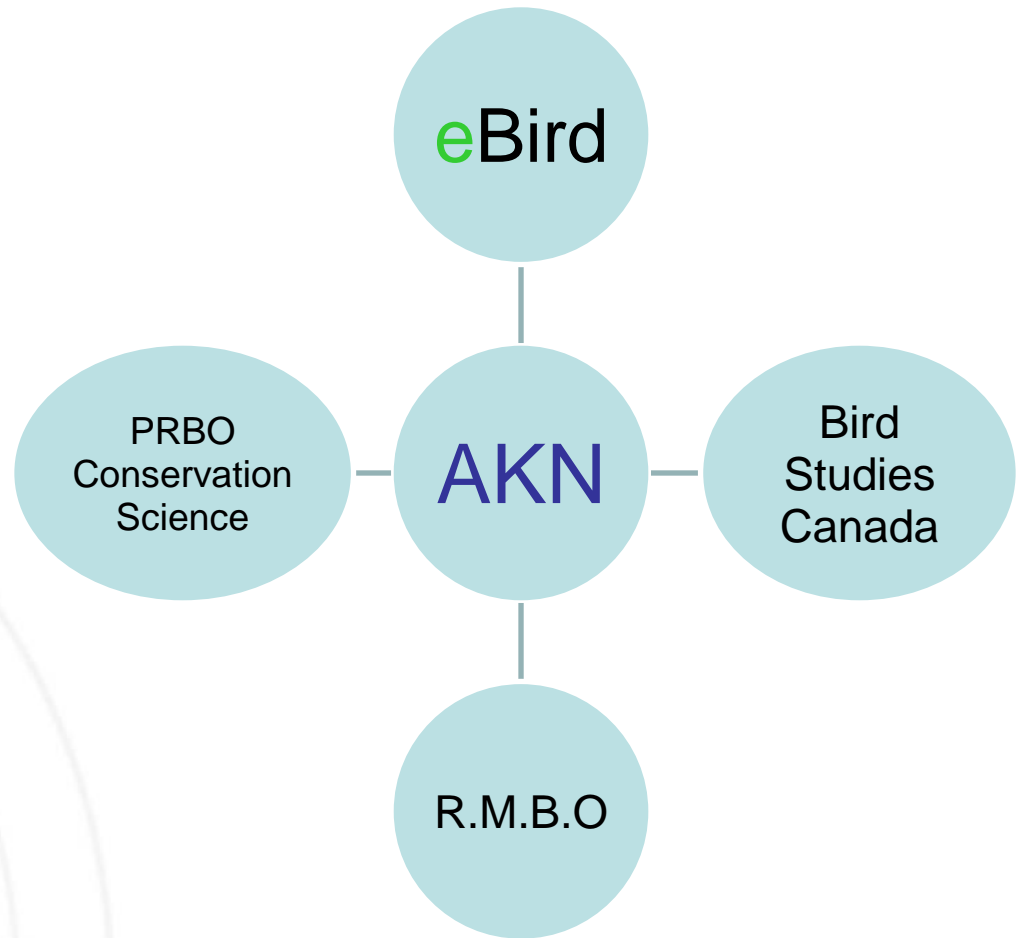 eBird
PRBO
Conservation
Science
AKN
Bird
Studies
Canada
R.M.B.O